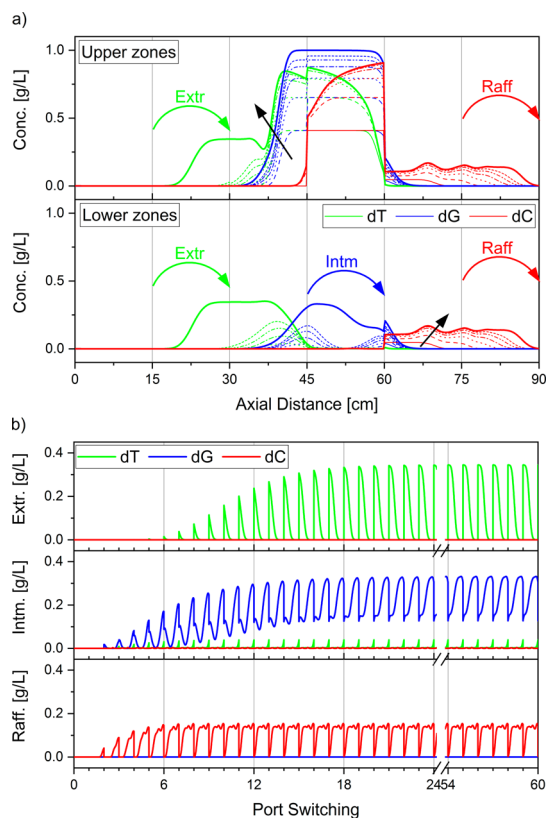 a)
Upper zones
Conc. [g/L]
1.0
0.5
0.0
Extr
Raff
Lower zones
dT dG dC
Conc. [g/L]
1.0
0.5
0.0
Extr
Intm
Raff
0 15 30 45 60 75 90
Axial Distance [cm]
b)
dT dG dC
Extr. [g/L]
0.4
0.2
0.0
Intm. [g/L]
0.4
0.2
0.0
Raff. [g/L]
0.4
0.2
0.0
0 6 12 18 24 54 60
Port Switching